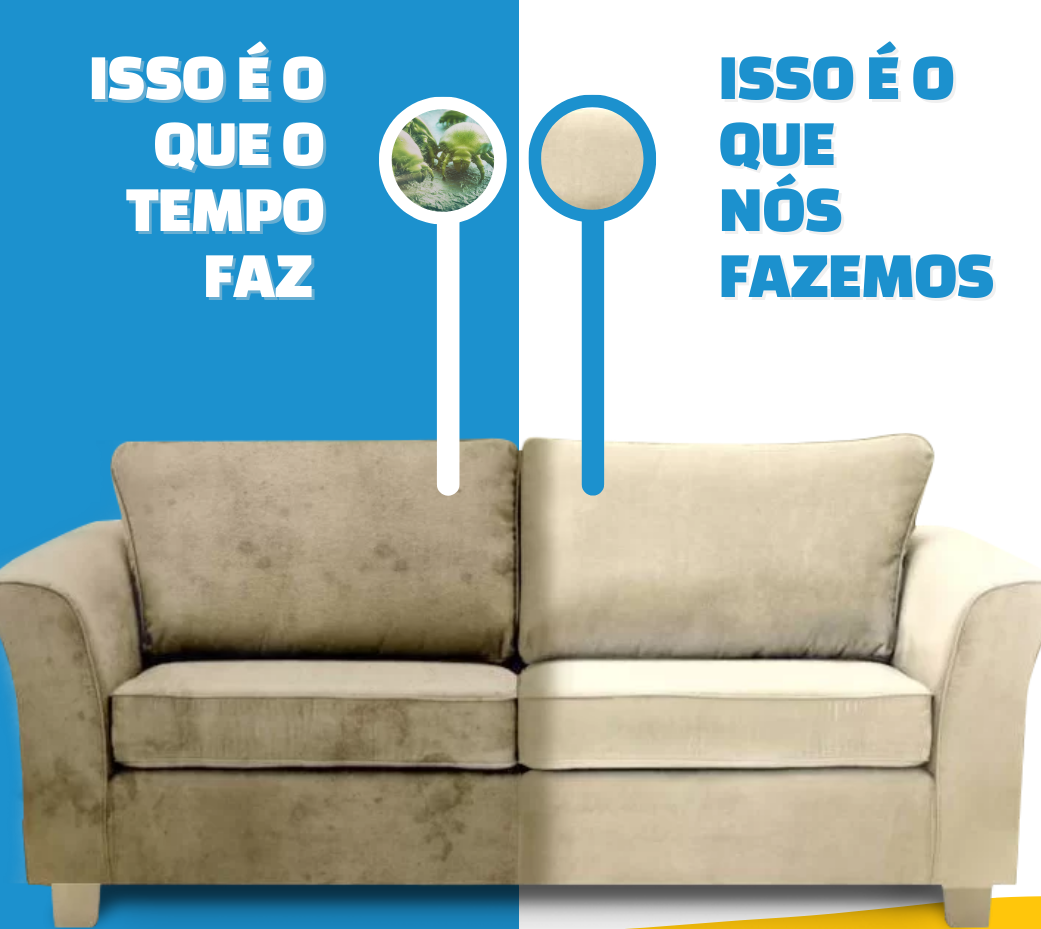 ISSO É O
QUE O
TEMPO
FAZ
ISSO É O
QUE
NÓS
FAZEMOS